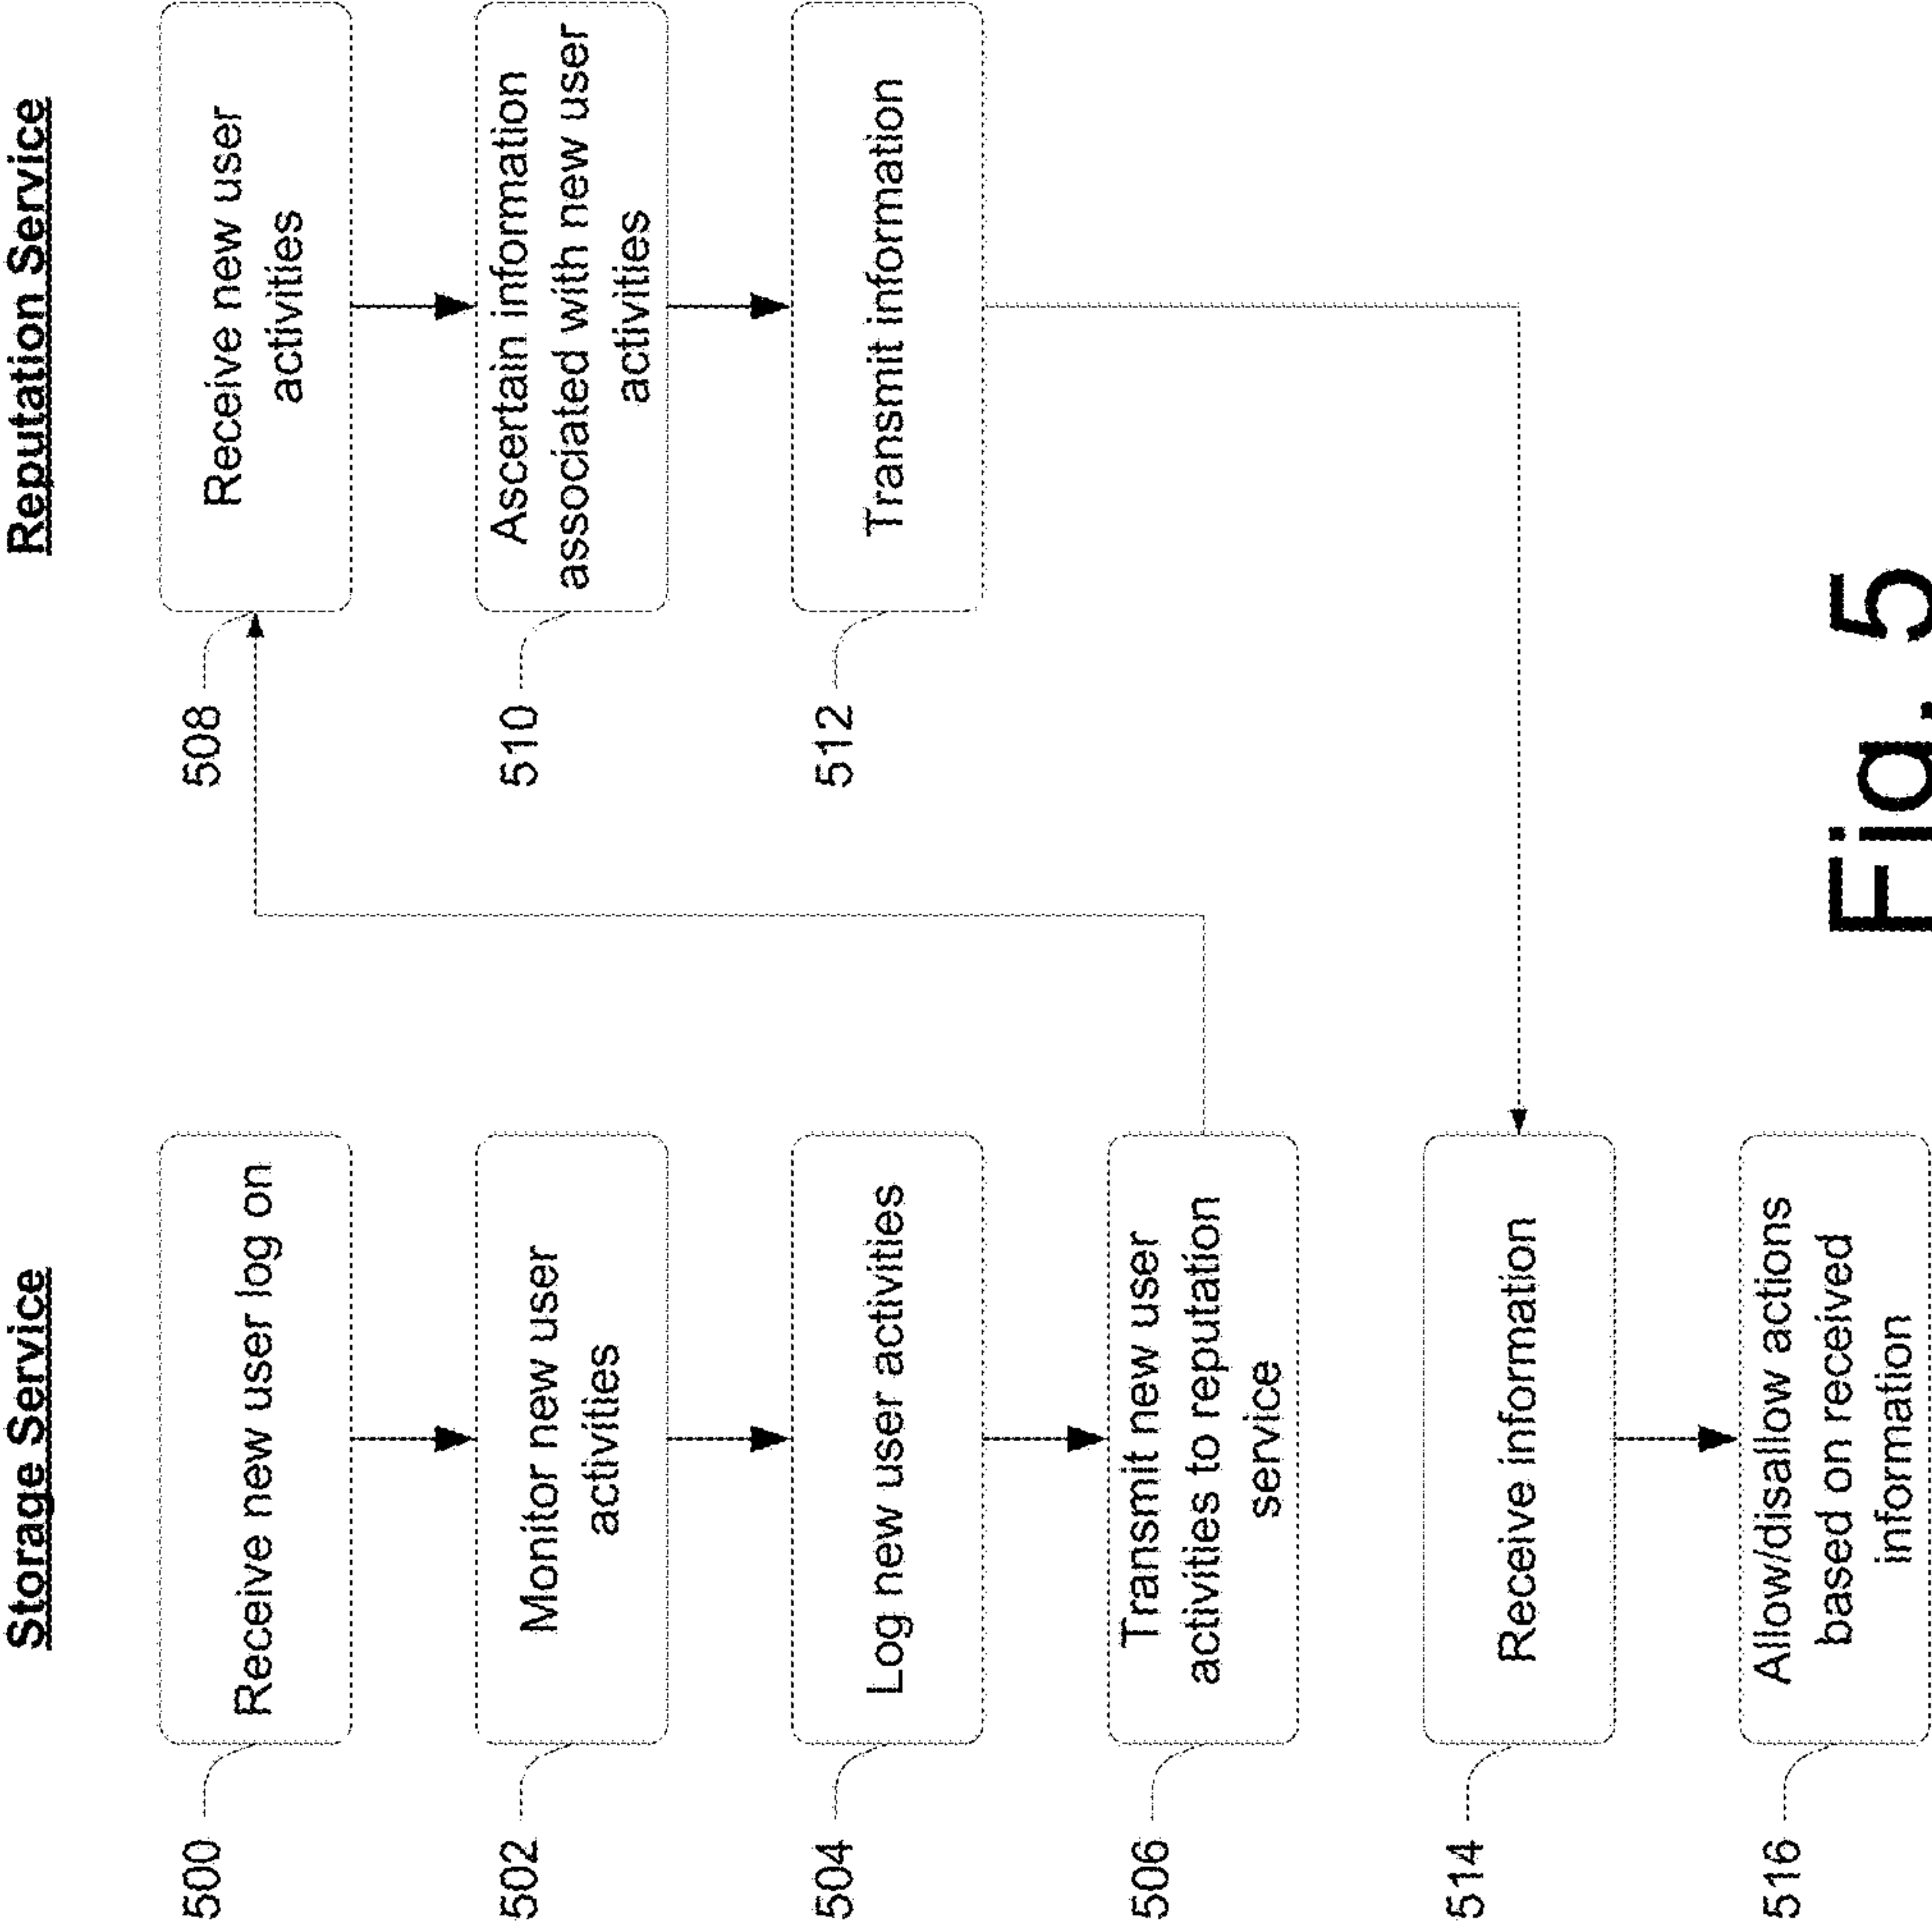 Storage Service
500
Receive new user log on
502
Monitor new user
activities
504
Log new user activities
506
Transmit new user
activities to reputation
service
514
Receive information
516
Allow/disallow actions
based on received
information
Reputation Service
508
Receive new user
activities
510
Ascertain information
associated with new user
activities
512
Transmit information
Fig. 5